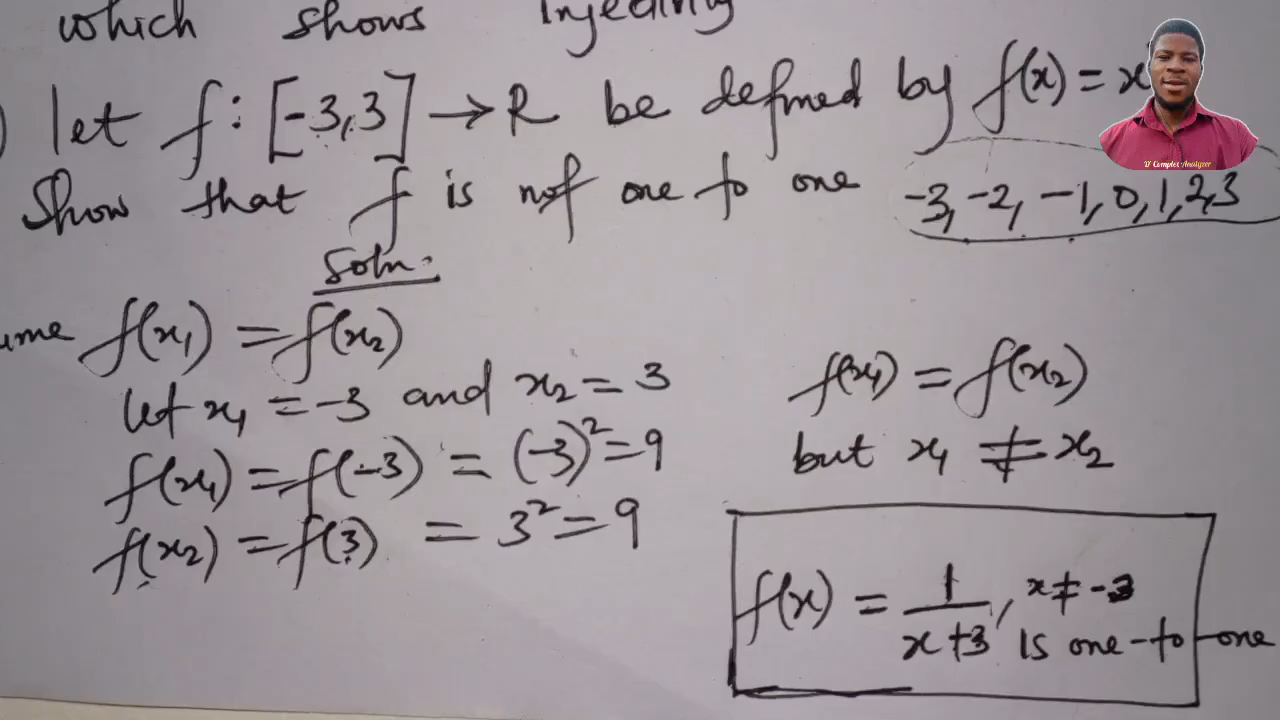 which shows
) let f: [-3,3] → R be defined by f(x) = x
Show that f is not one to one -3, -2, -1, 0, 1, 2, 3
Soln.
f(x₁) = f(x₂)
let x₁ = -3 and x₂ = 3
f(x₁) = f(-3) = (-3)² = 9
f(x₂) = f(3) = 3² = 9
f(x₁) = f(x₂)
but x₁ ≠ x₂
f(x) = 1/(x+3), x ≠ -3
is one-to-one
D' Complex Analyzer